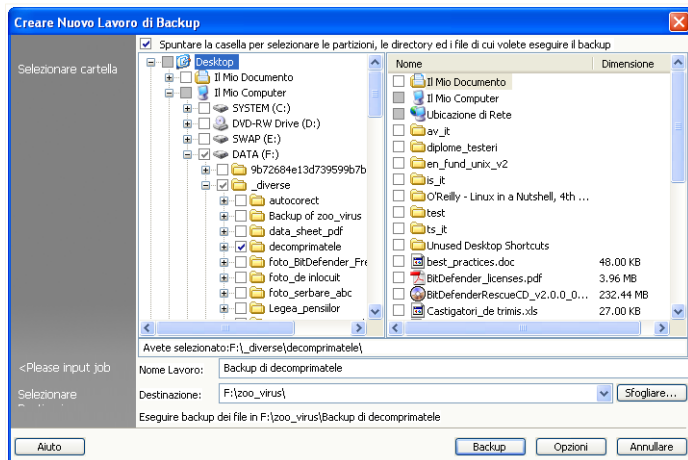 Creare Nuovo Lavoro di Backup
Spuntare la casella per selezionare le partizioni, le directory ed i file di cui volete eseguire il backup
Selezionare cartella
Desktop
Il Mio Documento
Il Mio Computer
SYSTEM (C:)
DVD-RW Drive (D:)
SWAP (E:)
DATA (F:)
9b72684e13d739599b7b
_diverse
autocorect
Backup of zoo_virus
data_sheet_pdf
decomprimatele
foto_BitDefender_Fre
foto_de inlocuit
foto_serbare_abc
Legea_pensiilor
Nome Dimensione
Il Mio Documento
Il Mio Computer
Ubicazione di Rete
av_it
diplome_testeri
en_fund_unix_v2
is_it
O'Reilly - Linux in a Nutshell, 4th ...
test
ts_it
Unused Desktop Shortcuts
best_practices.doc 48.00 KB
BitDefender_licenses.pdf 3.96 MB
BitDefenderRescueCD_v2.0.0_0... 232.44 MB
Castigatori_de trimis.xls 27.00 KB
Avete selezionato:F:\_diverse\decomprimatele\
<Please input job
Nome Lavoro: Backup di decomprimatele
Selezionare
Destinazione: F:\zoo_virus\ Sfogliare...
Eseguire backup dei file in F:\zoo_virus\Backup di decomprimatele
Aiuto Backup Opzioni Annullare